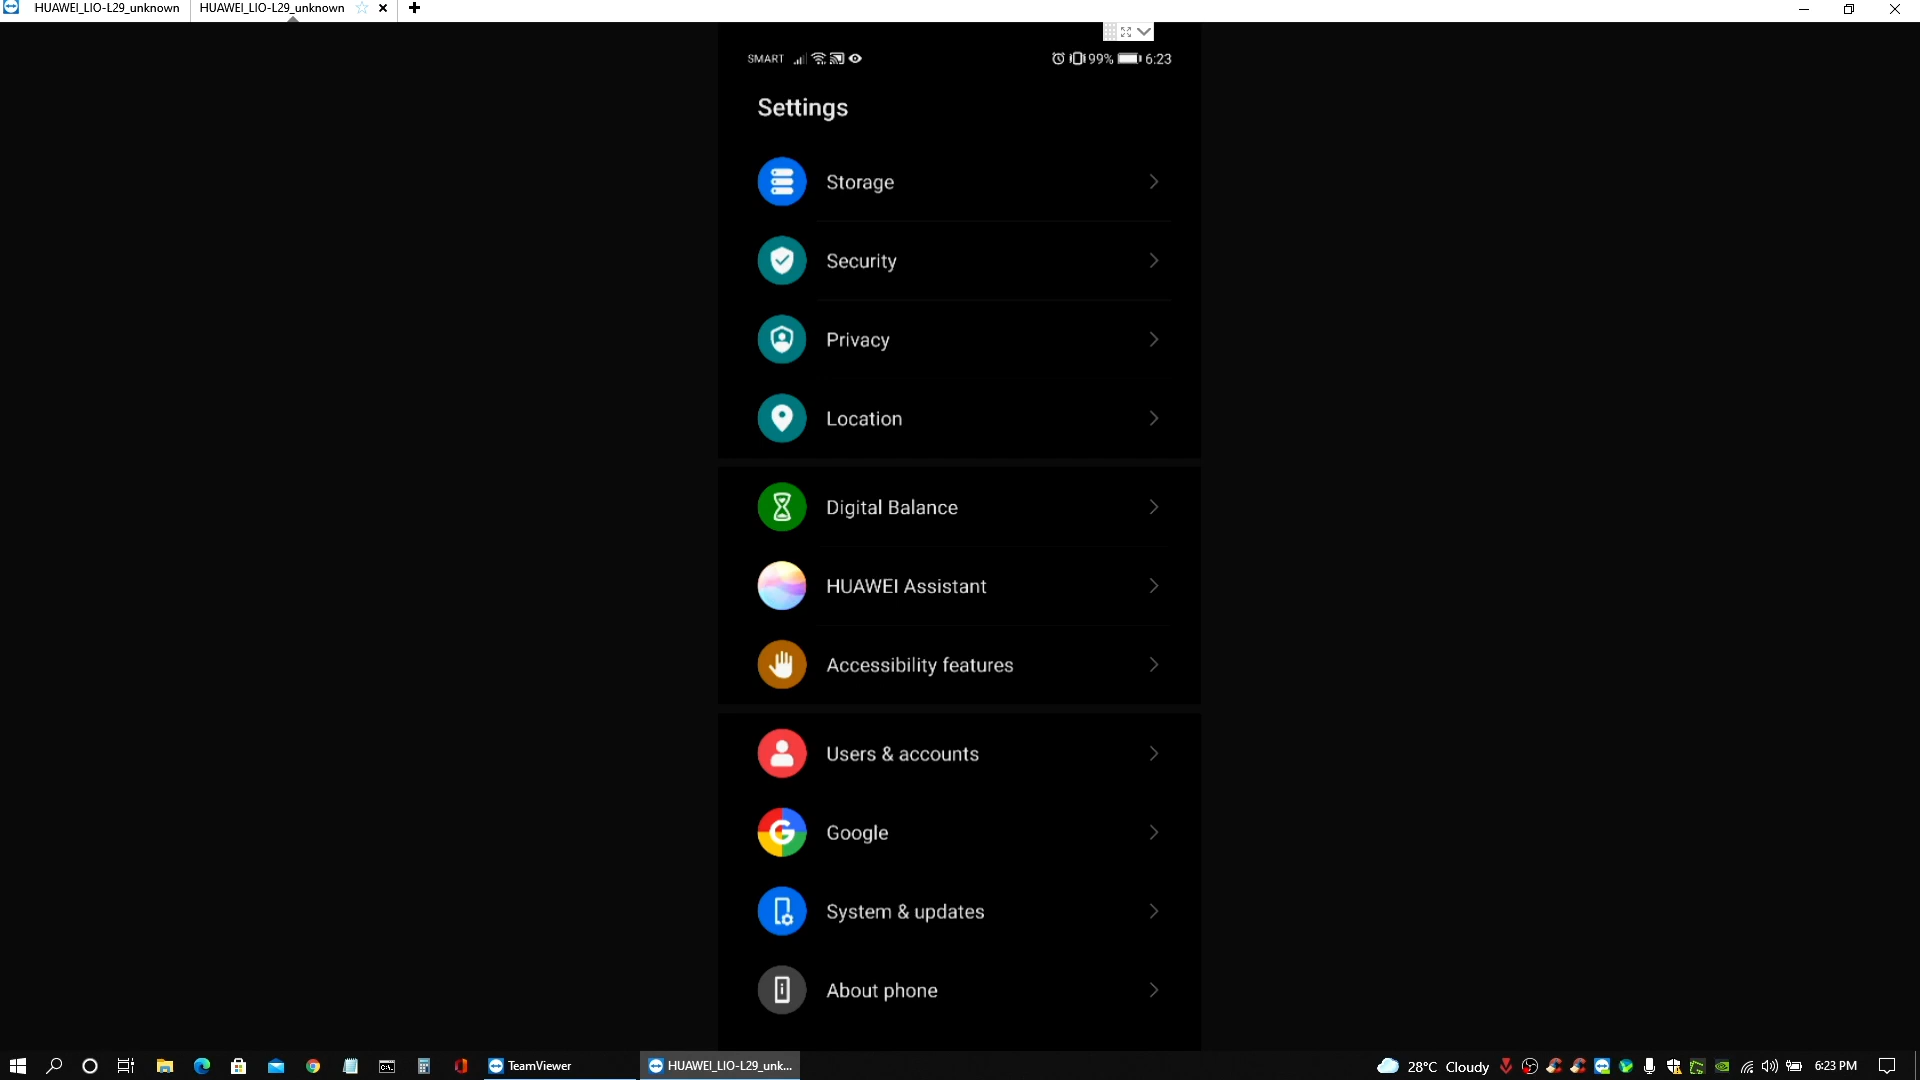 HUAWEI_LIO-L29_unknown
HUAWEI_LIO-L29_unknown
SMART
99%
6:23
Settings
Storage
Security
Privacy
Location
Digital Balance
HUAWEI Assistant
Accessibility features
Users & accounts
Google
System & updates
About phone
TeamViewer
HUAWEI_LIO-L29_unk...
28°C Cloudy
6:23 PM